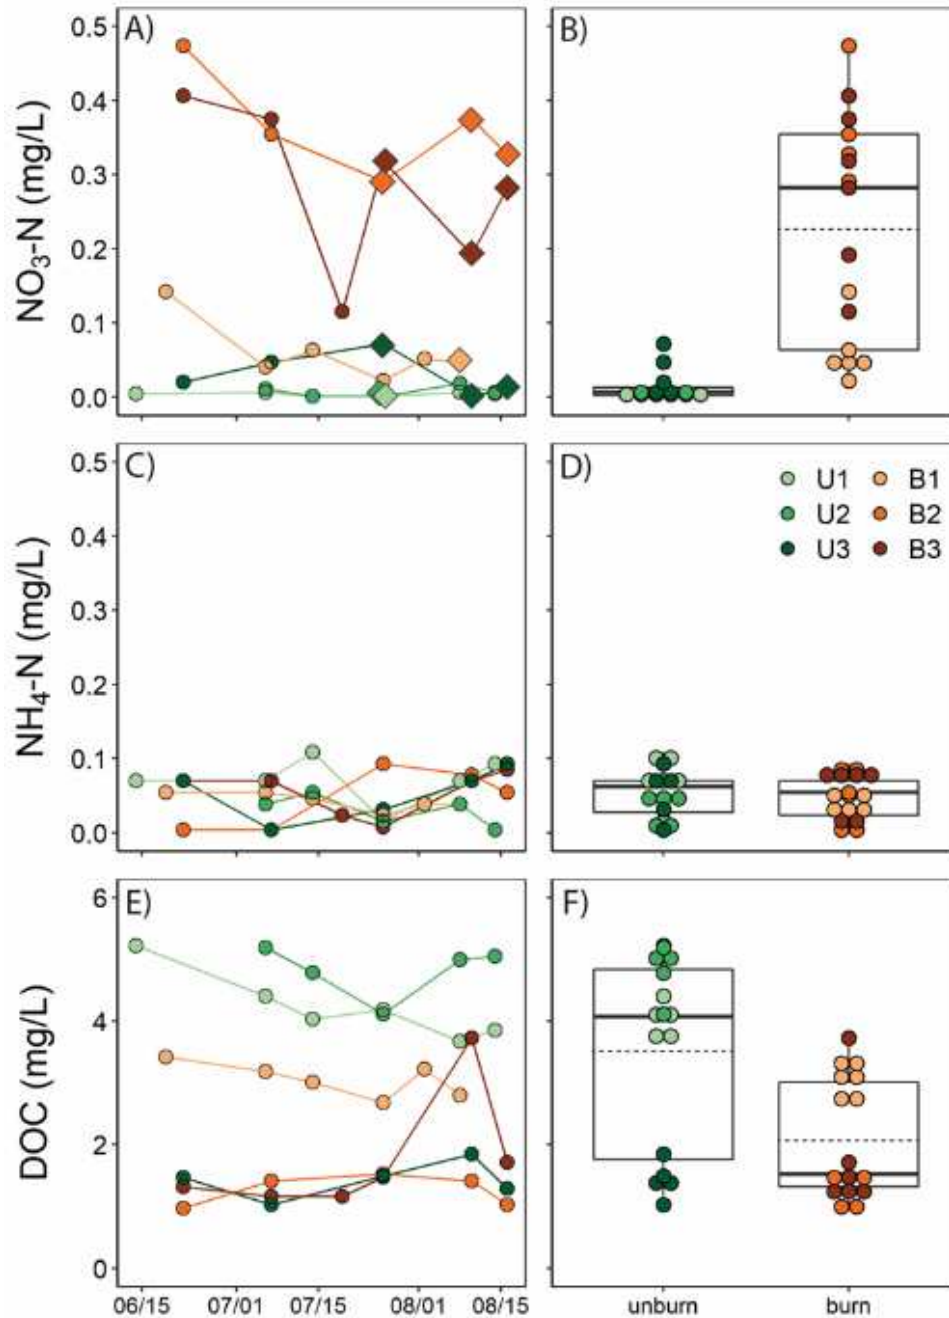 A)
B)
NO₃-N (mg/L)
0.5
0.4
0.3
0.2
0.1
0.0
C)
D)
NH₄-N (mg/L)
0.5
0.4
0.3
0.2
0.1
0.0
U1 B1
U2 B2
U3 B3
E)
F)
DOC (mg/L)
6
4
2
0
06/15 07/01 07/15 08/01 08/15
unburn burn